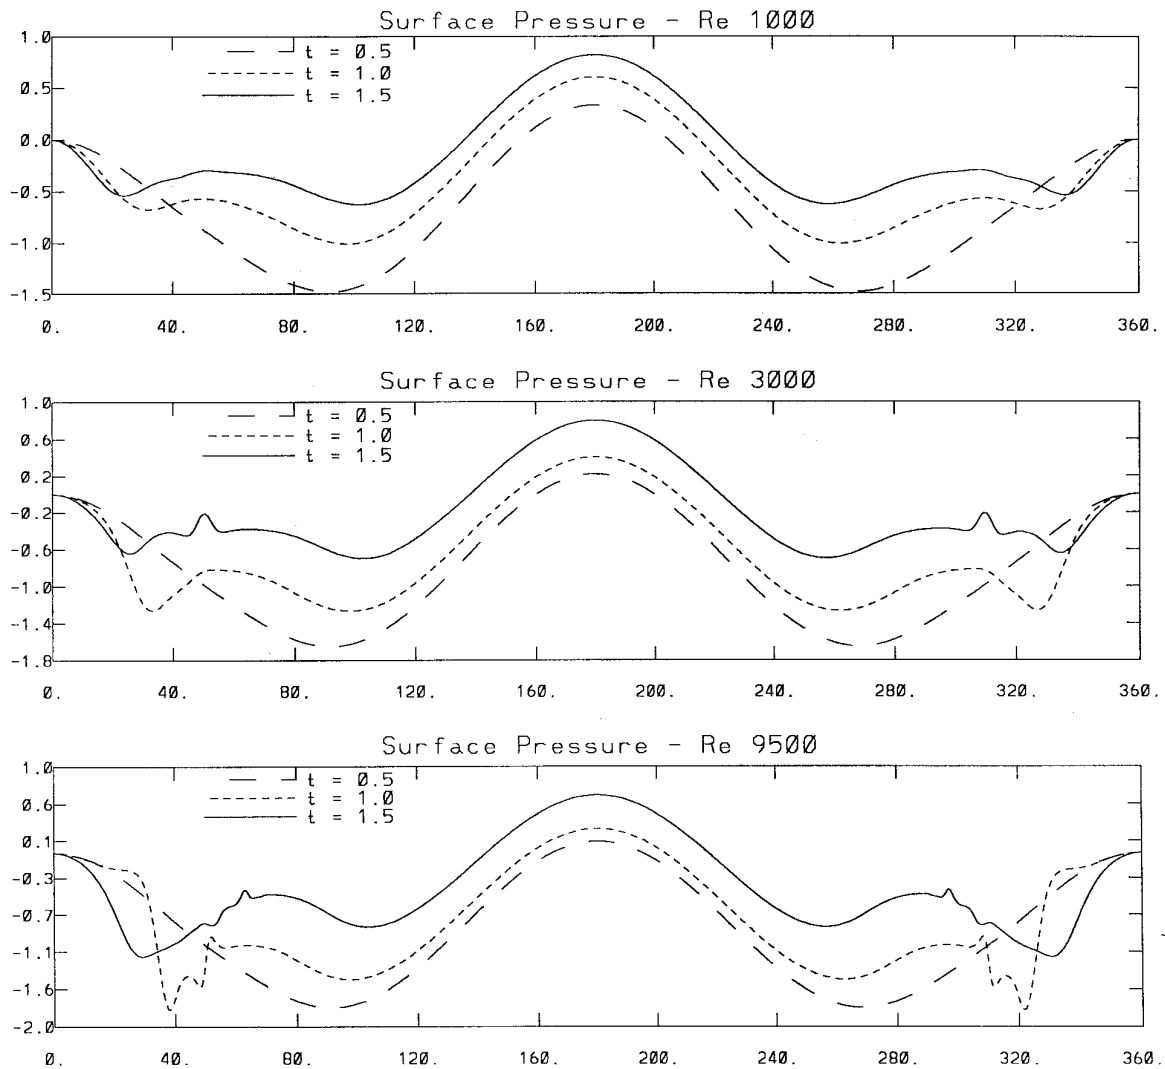 Surface Pressure - Re 1000
1.0
0.5
0.0
-0.5
-1.0
-1.5
t = 0.5
t = 1.0
t = 1.5
0. 40. 80. 120. 160. 200. 240. 280. 320. 360.
Surface Pressure - Re 3000
1.0
0.6
0.2
-0.2
-0.6
-1.0
-1.4
-1.8
t = 0.5
t = 1.0
t = 1.5
0. 40. 80. 120. 160. 200. 240. 280. 320. 360.
Surface Pressure - Re 9500
1.0
0.6
0.1
-0.3
-0.7
-1.1
-1.6
-2.0
t = 0.5
t = 1.0
t = 1.5
0. 40. 80. 120. 160. 200. 240. 280. 320. 360.